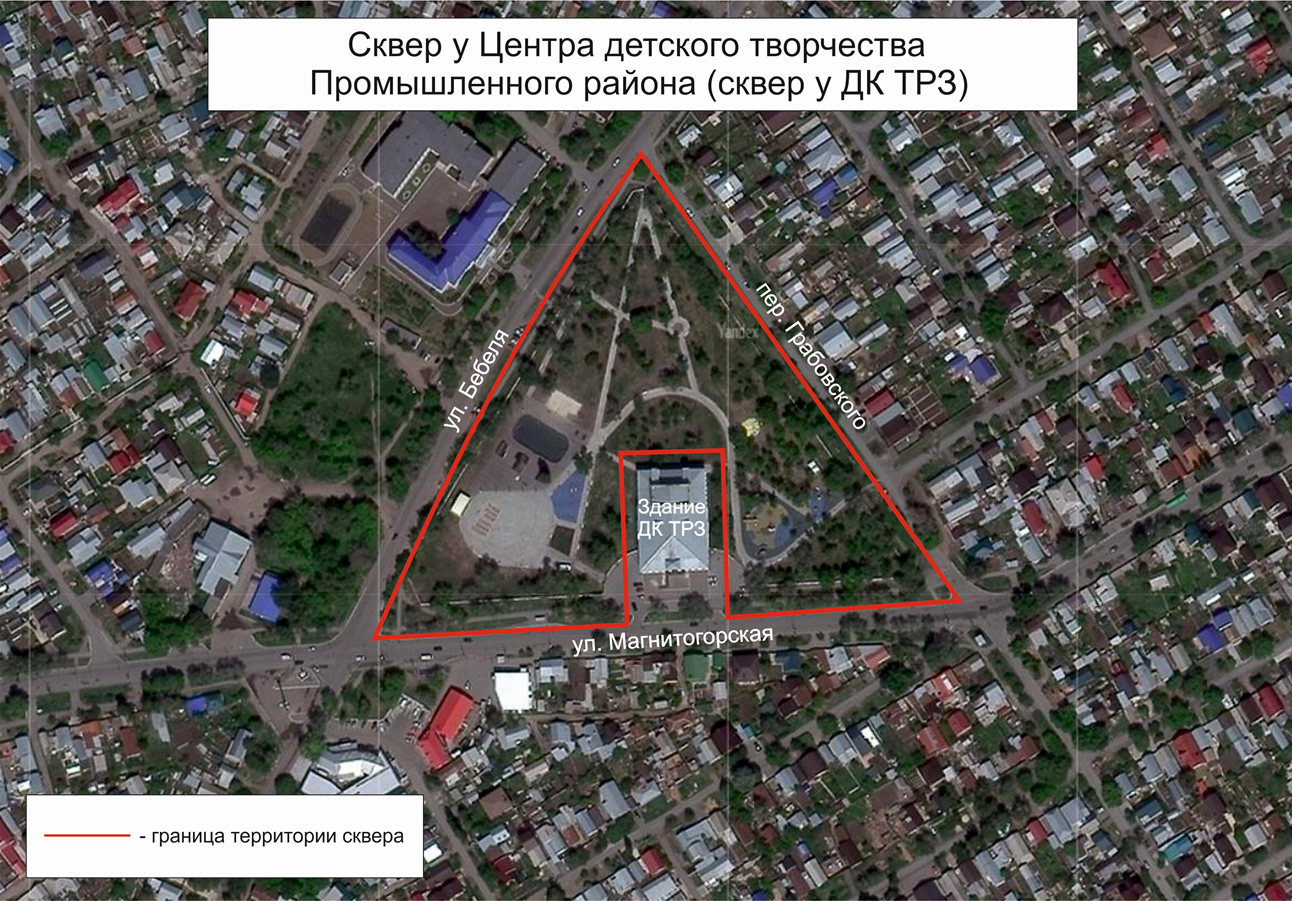 Сквер у Центра детского творчества
Промышленного района (сквер у ДК ТРЗ)
ул. Бебеля
пер. Грабовского
Yandex
Здание
ДК ТРЗ
ул. Магнитогорская
- граница территории сквера